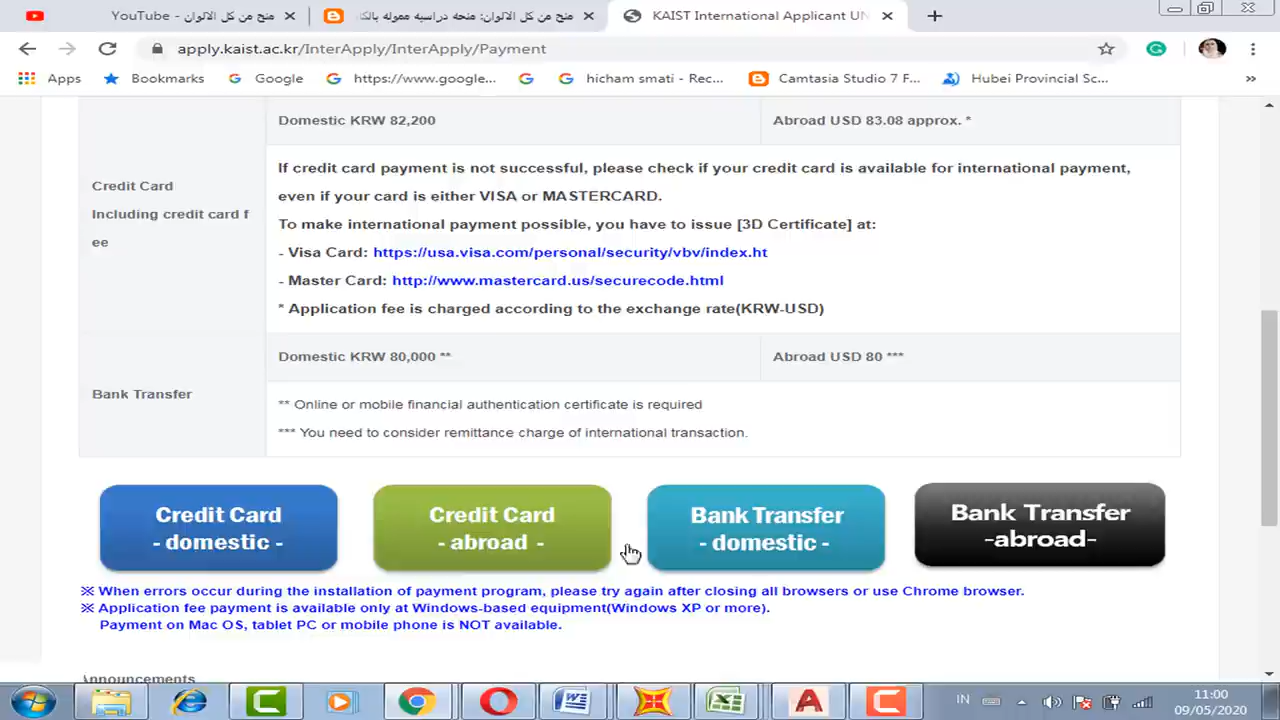 منح من كل الالوان - YouTube
منح من كل الالوان: منحه دراسيه مموله بالكا
KAIST International Applicant UN
apply.kaist.ac.kr/InterApply/InterApply/Payment
Apps
Bookmarks
Google
https://www.google...
hicham smati - Rec...
Camtasia Studio 7 F...
Hubei Provincial Sc...
»
Domestic KRW 82,200
Abroad USD 83.08 approx. *
Credit Card
Including credit card f
ee
If credit card payment is not successful, please check if your credit card is available for international payment,
even if your card is either VISA or MASTERCARD.
To make international payment possible, you have to issue [3D Certificate] at:
- Visa Card: https://usa.visa.com/personal/security/vbv/index.ht
- Master Card: http://www.mastercard.us/securecode.html
* Application fee is charged according to the exchange rate(KRW-USD)
Domestic KRW 80,000 **
Abroad USD 80 ***
Bank Transfer
** Online or mobile financial authentication certificate is required
*** You need to consider remittance charge of international transaction.
Credit Card
- domestic -
Credit Card
- abroad -
Bank Transfer
- domestic -
Bank Transfer
-abroad-
※ When errors occur during the installation of payment program, please try again after closing all browsers or use Chrome browser.
※ Application fee payment is available only at Windows-based equipment(Windows XP or more).
Payment on Mac OS, tablet PC or mobile phone is NOT available.
Announcements
IN
11:00
09/05/2020